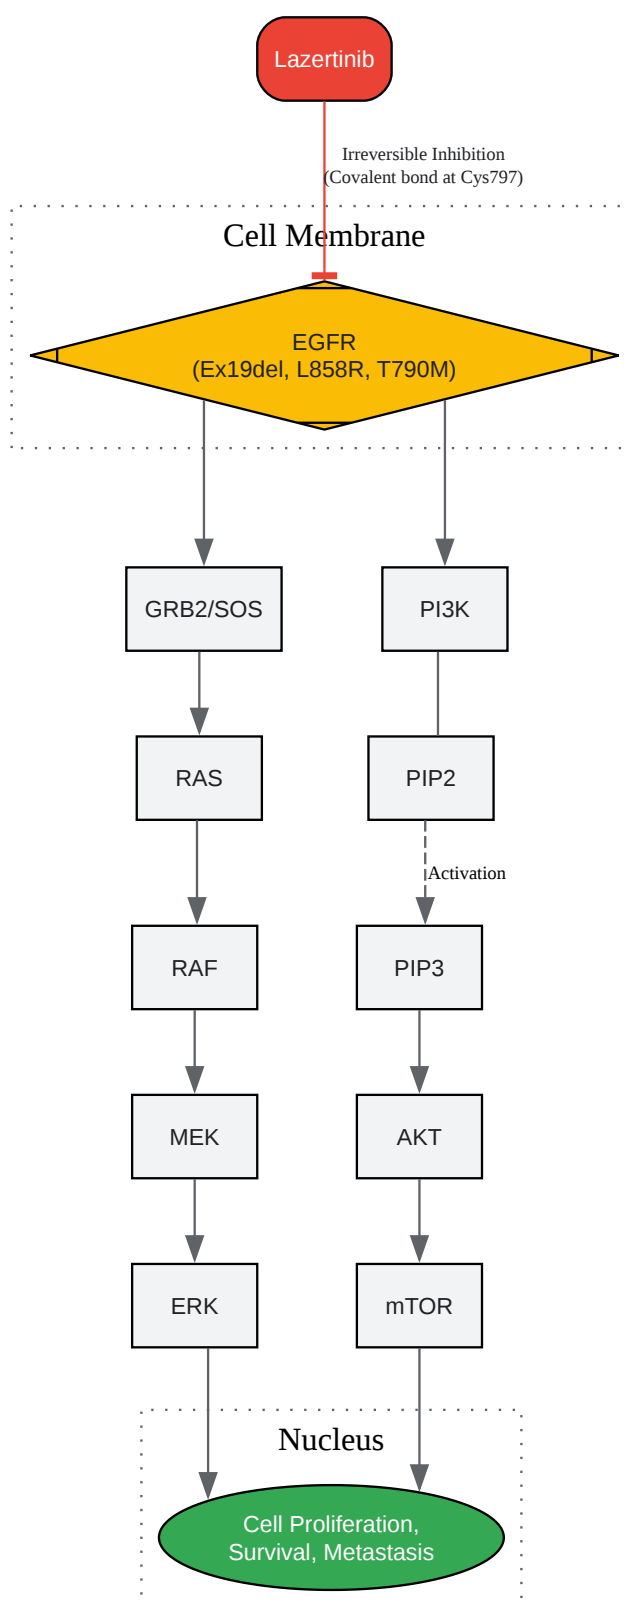 Lazertinib
Irreversible Inhibition
(Covalent bond at Cys797)
Cell Membrane
EGFR
(Ex19del, L858R, T790M)
GRB2/SOS
PI3K
RAS
PIP2
Activation
RAF
PIP3
MEK
AKT
ERK
mTOR
Nucleus
Cell Proliferation,
Survival, Metastasis